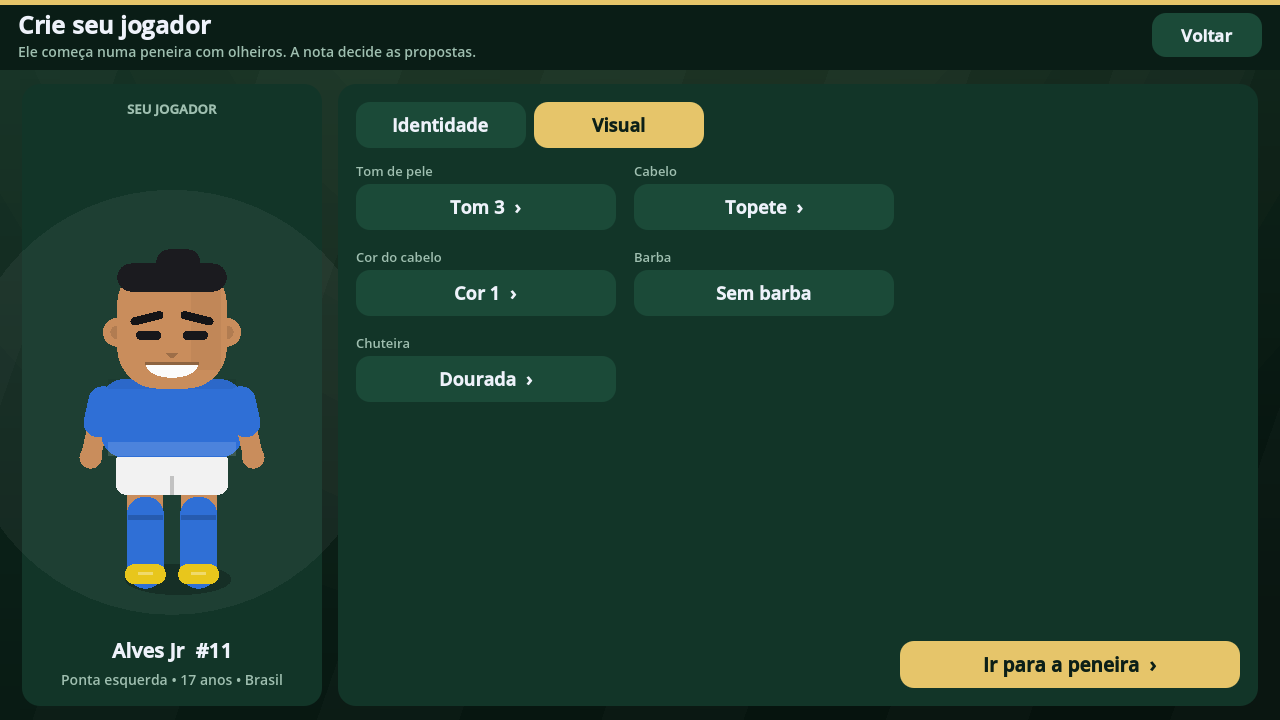 Crie seu jogador
Ele começa numa peneira com olheiros. A nota decide as propostas.
Voltar
SEU JOGADOR
Alves Jr #11
Ponta esquerda • 17 anos • Brasil
Identidade
Visual
Tom de pele
Cabelo
Tom 3 ›
Topete ›
Cor do cabelo
Barba
Cor 1 ›
Sem barba
Chuteira
Dourada ›
Ir para a peneira ›